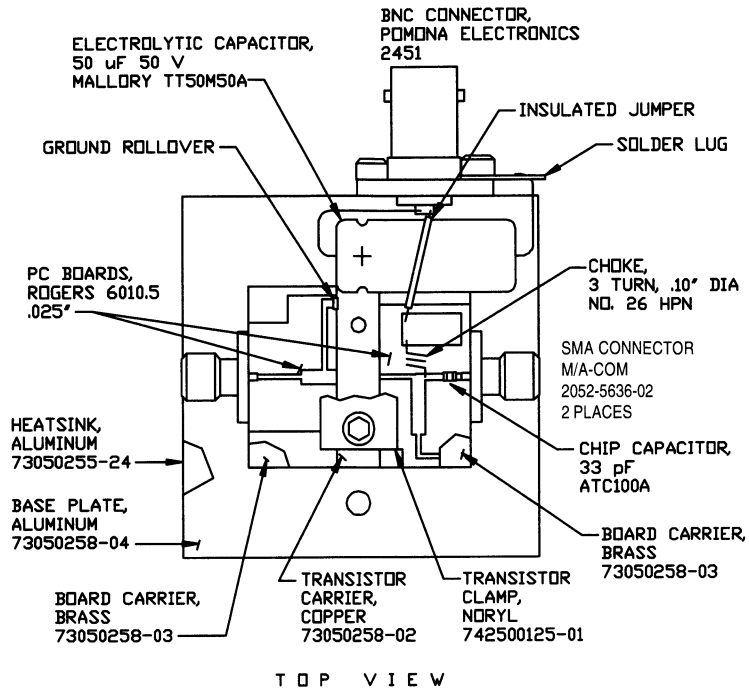 BNC CONNECTOR,
POMONA ELECTRONICS
2451
ELECTROLYTIC CAPACITOR,
50 uF 50 V
MALLORY TT50M50A
INSULATED JUMPER
GROUND ROLLOVER
SOLDER LUG
PC BOARDS,
ROGERS 6010.5
.025"
CHOKE,
3 TURN, .10" DIA
NO. 26 HPN
SMA CONNECTOR
M/A-COM
2052-5636-02
2 PLACES
HEATSINK,
ALUMINUM
73050255-24
CHIP CAPACITOR,
33 pF
ATC100A
BASE PLATE,
ALUMINUM
73050258-04
BOARD CARRIER,
BRASS
73050258-03
BOARD CARRIER,
BRASS
73050258-03
TRANSISTOR
CARRIER,
COPPER
73050258-02
TRANSISTOR
CLAMP,
NORYL
742500125-01
TOP VIEW